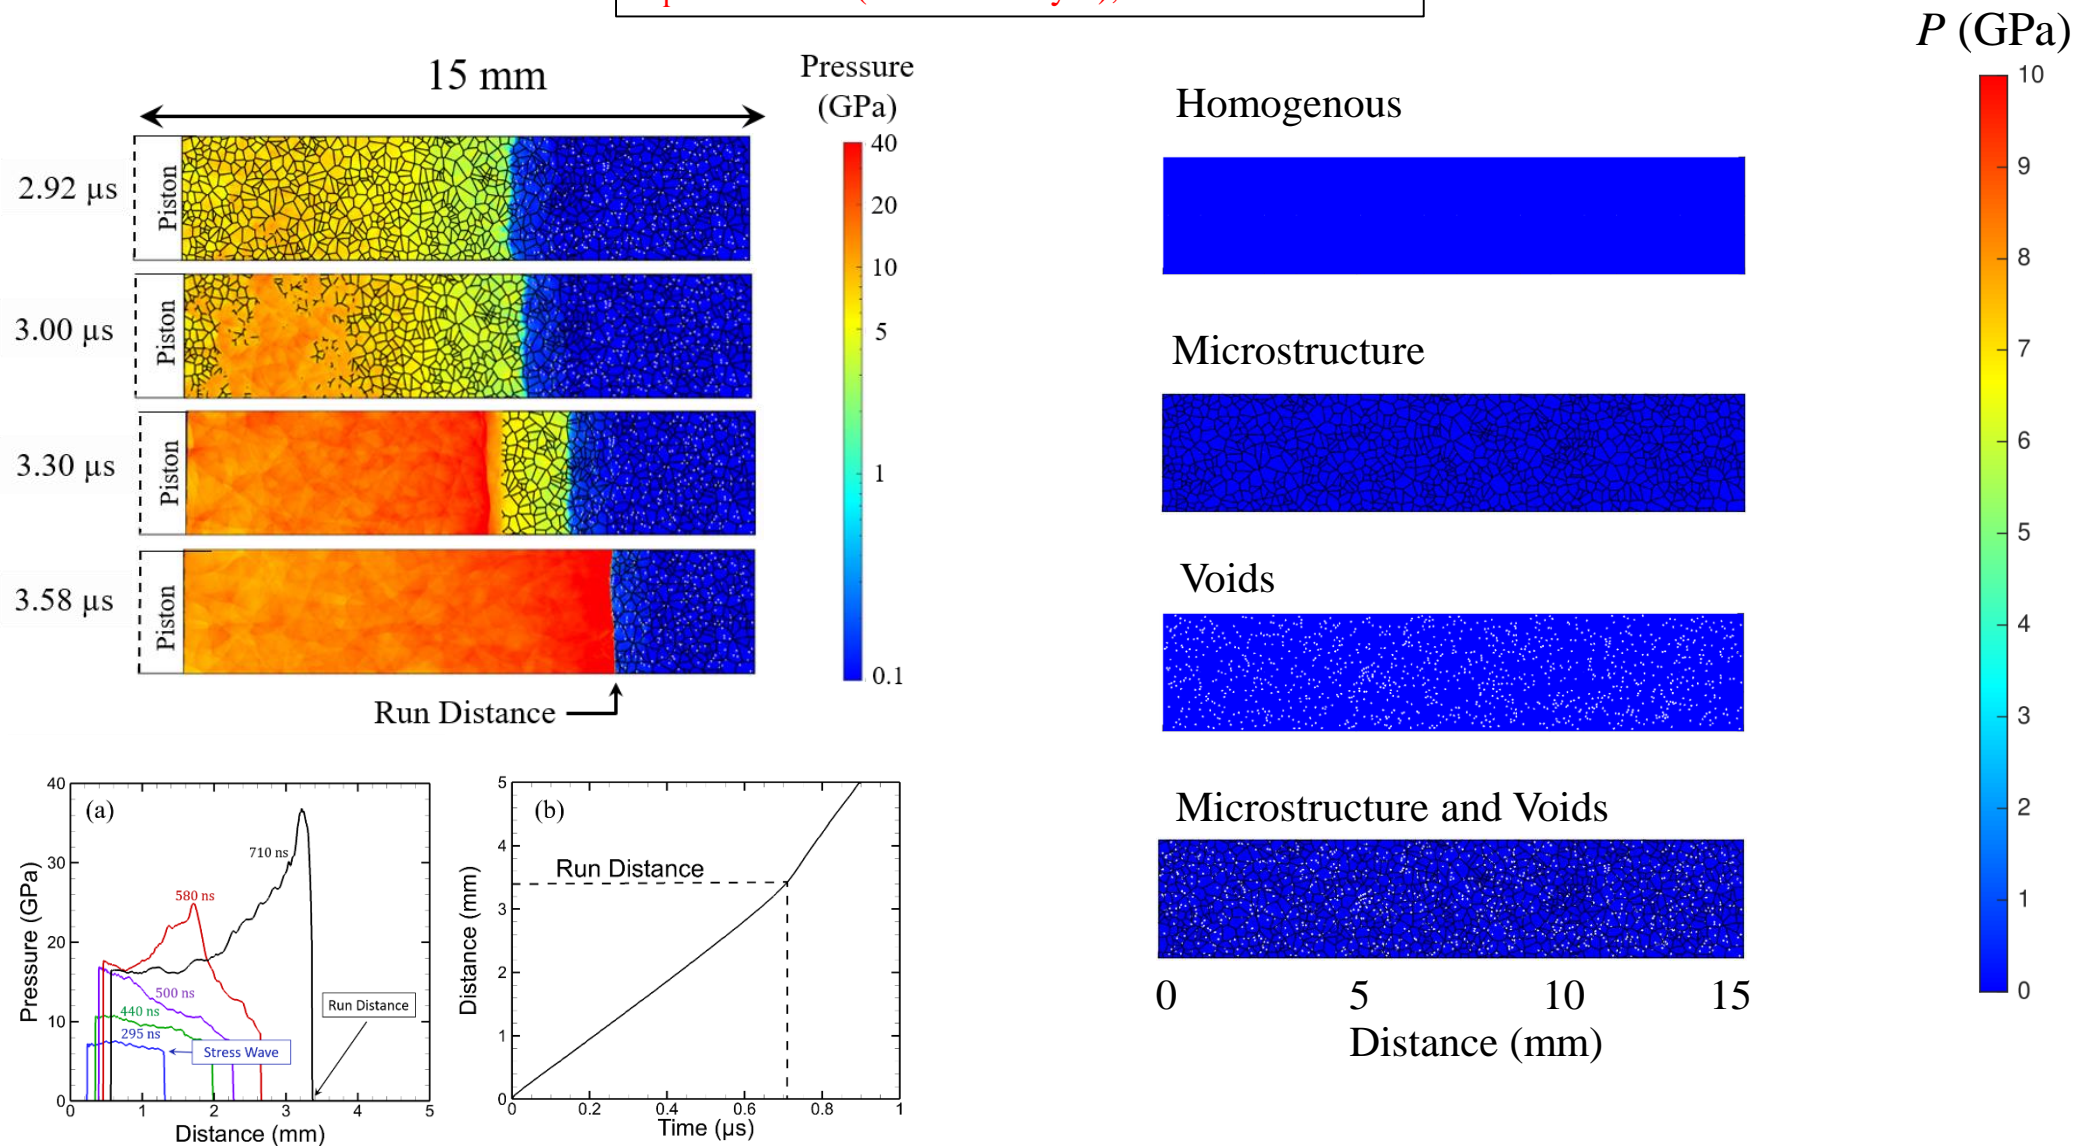 15 mm
Pressure
(GPa)
2.92 µs
Piston
3.00 µs
Piston
3.30 µs
Piston
3.58 µs
Piston
40
20
10
5
1
0.1
Run Distance
(a)
710 ns
580 ns
500 ns
440 ns
295 ns
Stress Wave
Run Distance
Pressure (GPa)
40
30
20
10
0
0 1 2 3 4 5
Distance (mm)
(b)
Run Distance
Distance (mm)
5
4
3
2
1
0
0 0.2 0.4 0.6 0.8 1
Time (µs)
Homogenous
Microstructure
Voids
Microstructure and Voids
0 5 10 15
Distance (mm)
P (GPa)
10
9
8
7
6
5
4
3
2
1
0